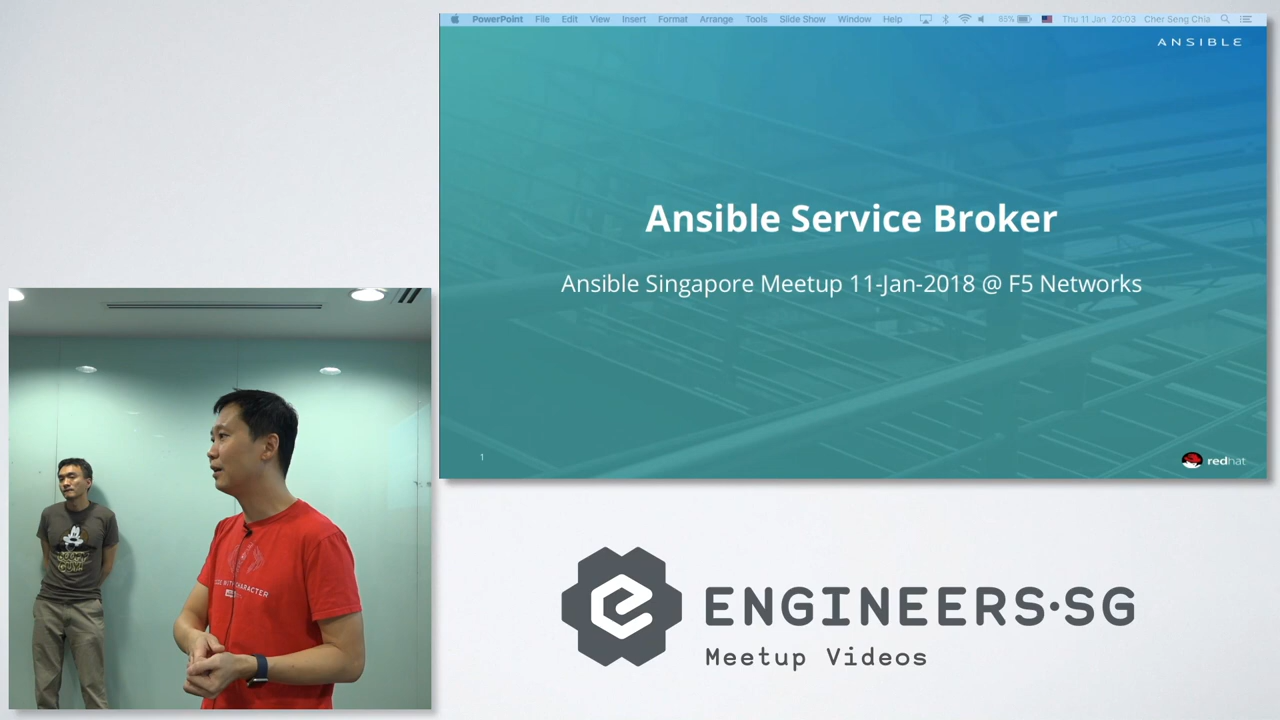 PowerPoint File Edit View Insert Format Arrange Tools Slide Show Window Help 85% Thu 11 Jan 20:03 Cher Seng Chia
ANSIBLE
Ansible Service Broker
Ansible Singapore Meetup 11-Jan-2018 @ F5 Networks
1
redhat
CHARACTER
ENGINEERS·SG
Meetup Videos